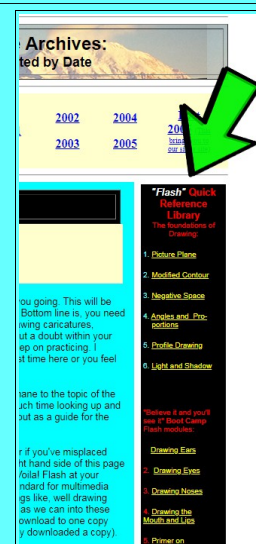 e Archives:
ted by Date
2002 2004
2003 2005
"Flash" Quick
Reference
Library
The foundations of
Drawing:
1. Picture Plane
2. Modified Contour
3. Negative Space
4. Angles and Pro-
portions
5. Profile Drawing
6. Light and Shadow
"Believe it and you'll
see it" Boot Camp
Flash modules:
Drawing Ears
2. Drawing Eyes
3. Drawing Noses
4. Drawing the
Mouth and Lips
5. Primer on
you going. This will be
Bottom line is, you need
wing caricatures,
ut a doubt within your
ep on practicing. I
st time here or you feel
mane to the topic of the
uch time looking up and
out as a guide for the
r if you've misplaced
ht hand side of this page
Voila! Flash at your
ndard for multimedia
gs like, well drawing
as we can into these
ownload to one copy
y downloaded a copy).